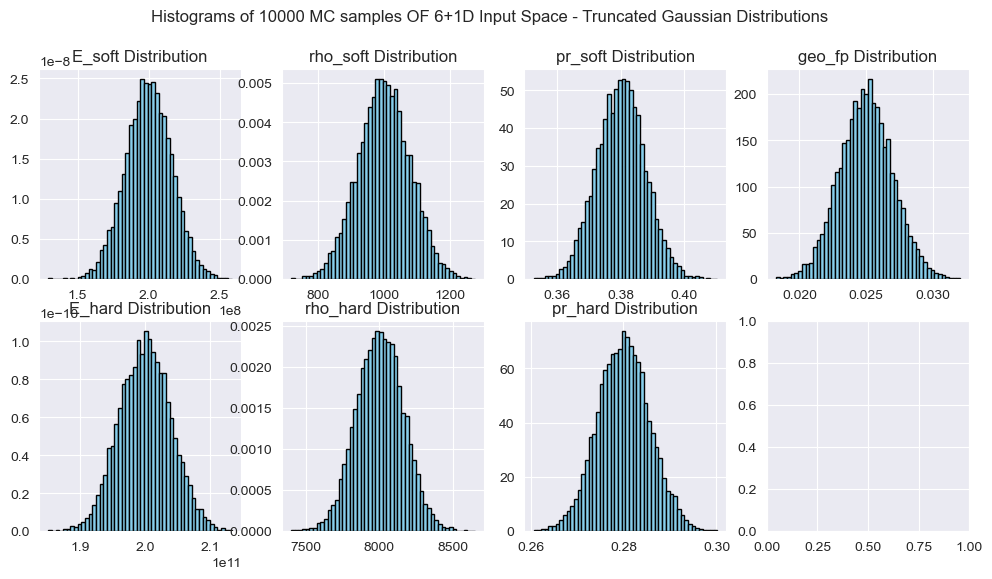 Histograms of 10000 MC samples OF 6+1D Input Space - Truncated Gaussian Distributions
E_soft Distribution
1e−8
2.5
2.0
1.5
1.0
0.5
0.0
1.5 2.0 2.5
1e8
rho_soft Distribution
0.005
0.004
0.003
0.002
0.001
0.000
800 1000 1200
pr_soft Distribution
50
40
30
20
10
0
0.36 0.38 0.40
geo_fp Distribution
200
150
100
50
0
0.020 0.025 0.030
E_hard Distribution
1.0
0.8
0.6
0.4
0.2
0.0
1.9 2.0 2.1
1e11
rho_hard Distribution
0.0025
0.0020
0.0015
0.0010
0.0005
0.0000
7500 8000 8500
pr_hard Distribution
60
40
20
0
0.26 0.28 0.30
1.0
0.8
0.6
0.4
0.2
0.0
0.00 0.25 0.50 0.75 1.00